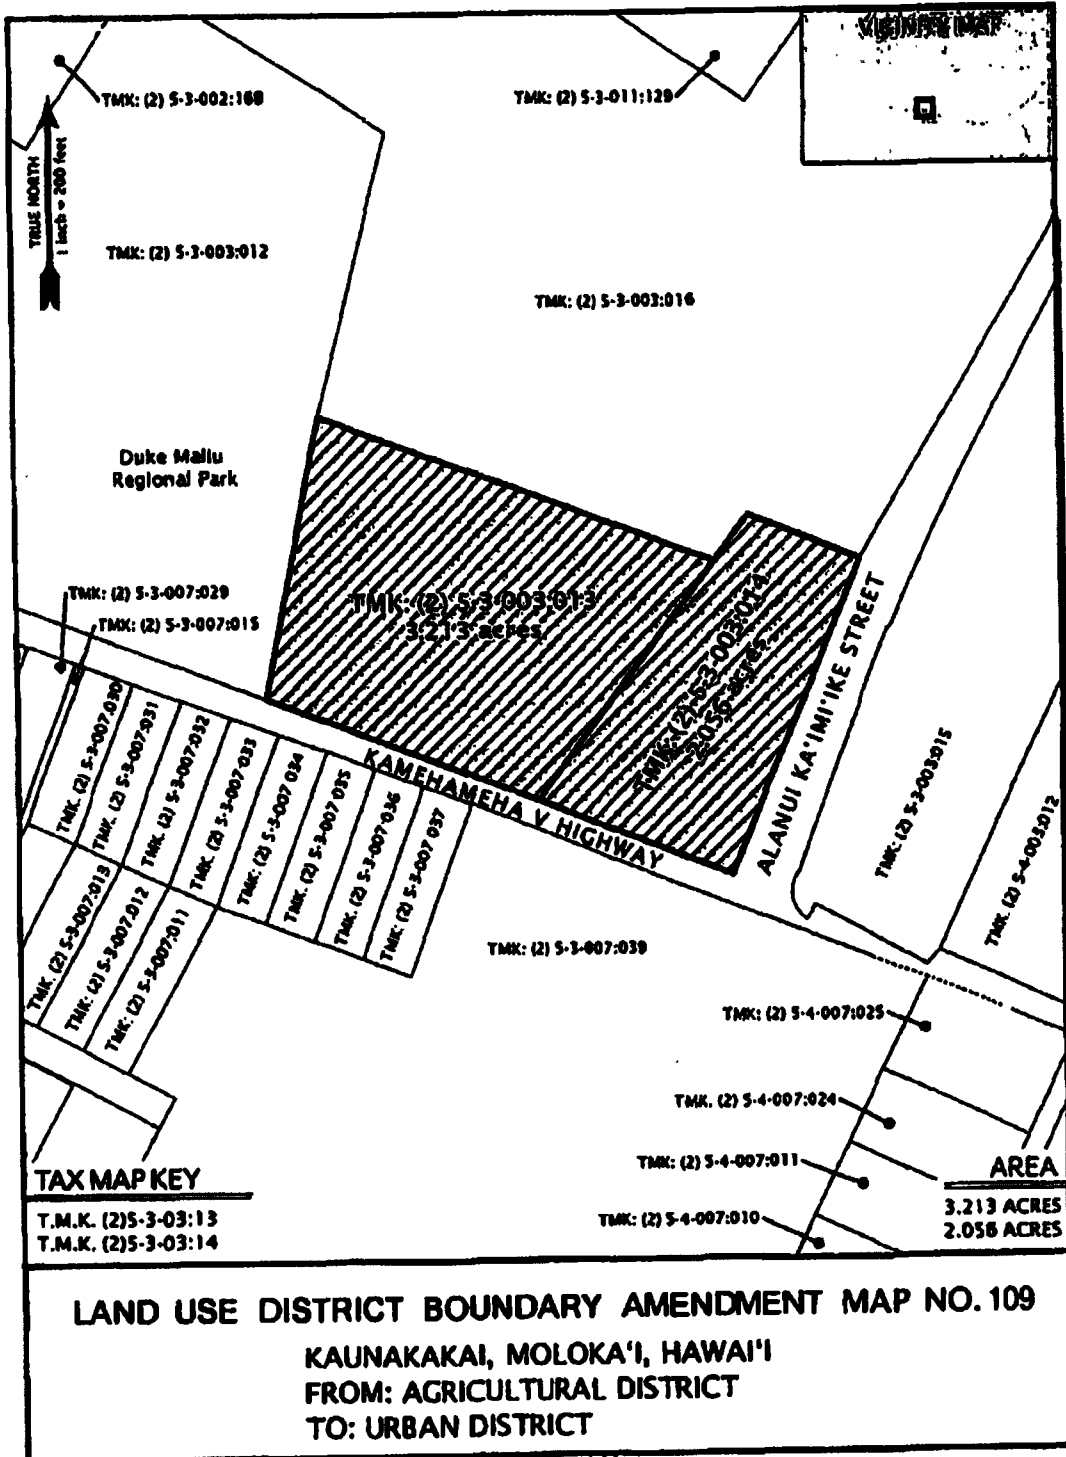 VICINITY MAP
TMK: (2) 5-3-002:168
TMK: (2) 5-3-011:129
TRUE NORTH
1 inch = 200 feet
TMK: (2) 5-3-003:012
TMK: (2) 5-3-003:016
Duke Maliu
Regional Park
TMK: (2) 5-3-007:029
TMK: (2) 5-3-007:015
TMK: (2) 5-3-003:013
3.213 acres
TMK: (2) 5-3-003:014
2.056 acres
ALANUI KA'IMI'IKE STREET
KAMEHAMEHA V HIGHWAY
TMK. (2) 5-3-007:030
TMK. (2) 5-3-007:031
TMK: (2) 5-3-007:032
TMK. (2) 5-3-007:033
TMK: (2) 5-3-007 034
TMK. (2) 5-3-007:035
TMK. (2) 5-3-007:036
TMK: (2) 5-3-007 037
TMK. (2) 5-3-007:013
TMK: (2) 5-3-007:012
TMK: (2) 5-3-007:011
TMK: (2) 5-3-003:015
TMK. (2) 5-4-003:012
TMK: (2) 5-3-007:039
TMK: (2) 5-4-007:025
TMK. (2) 5-4-007:024
TMK: (2) 5-4-007:011
TMK: (2) 5-4-007:010
TAX MAP KEY
T.M.K. (2)5-3-03:13
T.M.K. (2)5-3-03:14
AREA
3.213 ACRES
2.056 ACRES
LAND USE DISTRICT BOUNDARY AMENDMENT MAP NO. 109
KAUNAKAKAI, MOLOKA'I, HAWAI'I
FROM: AGRICULTURAL DISTRICT
TO: URBAN DISTRICT